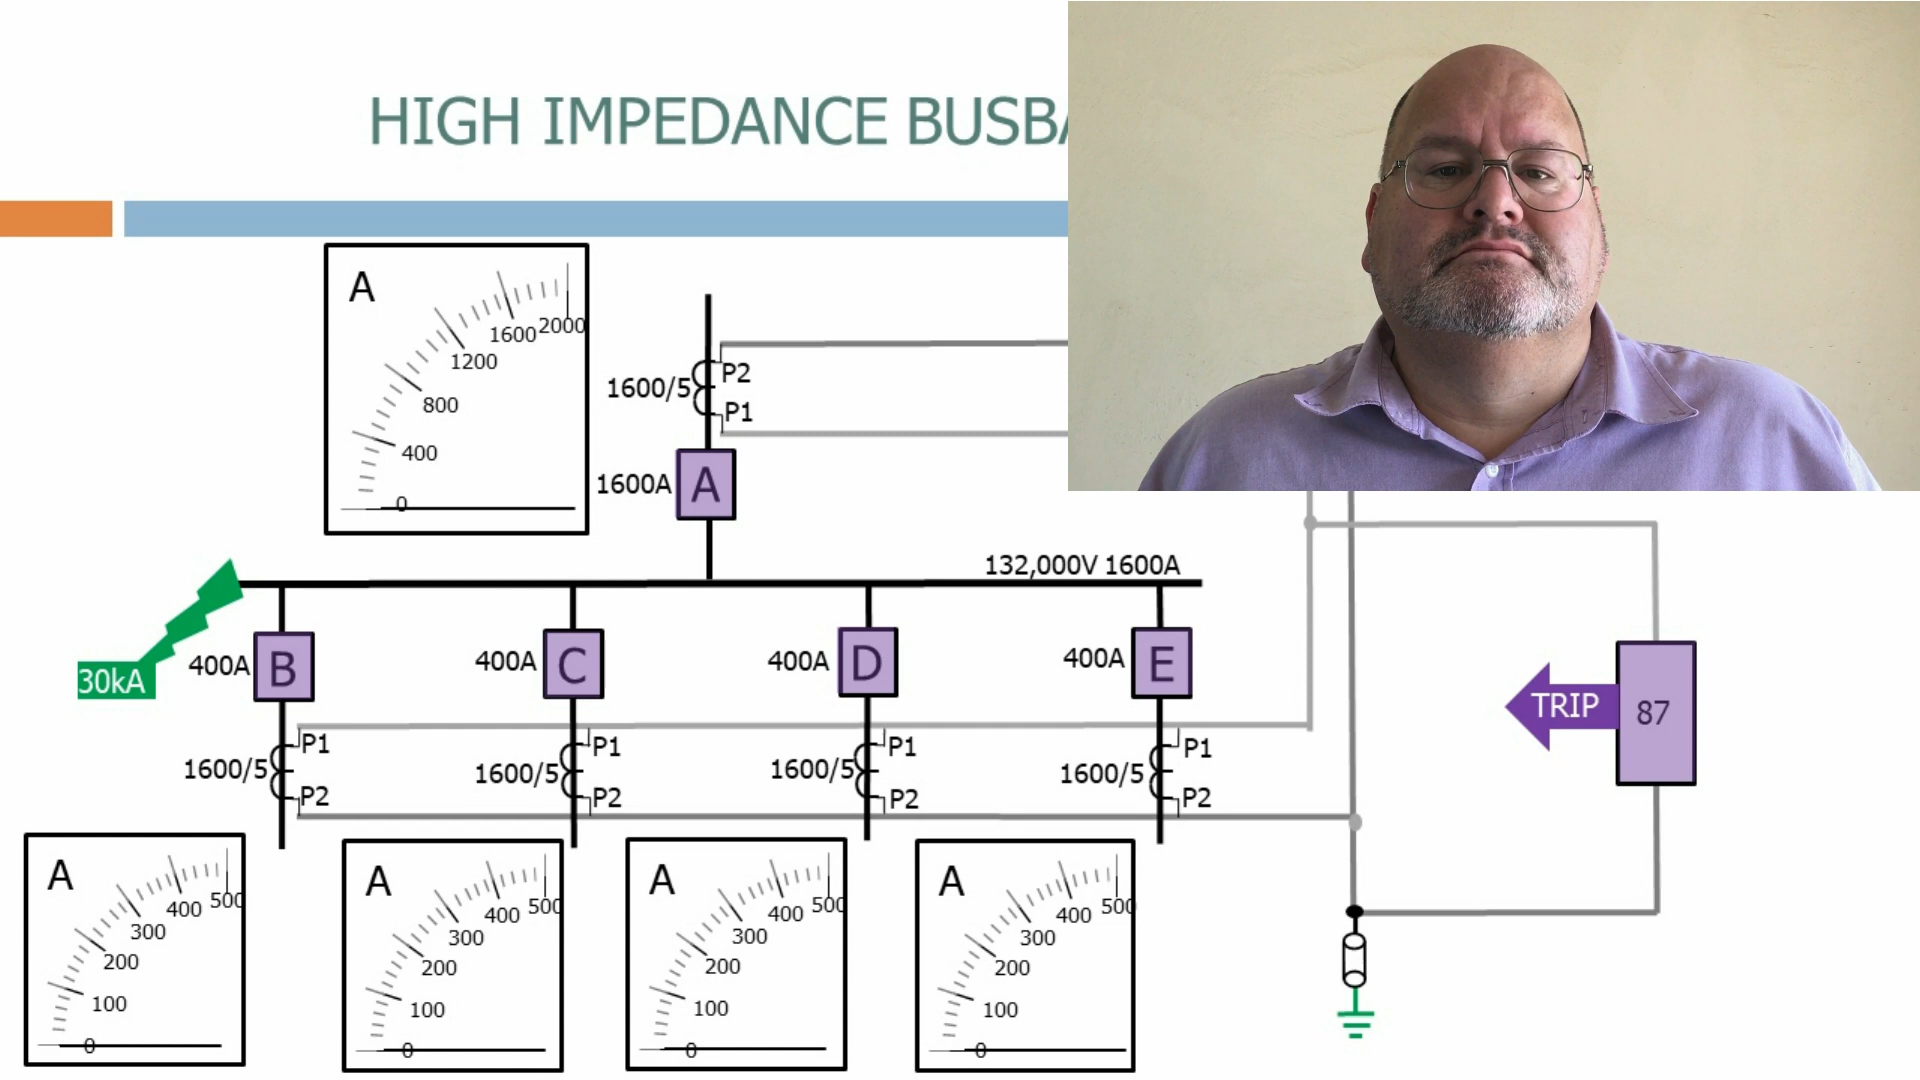 HIGH IMPEDANCE BUSBA
A
2000
1600
1200
800
400
0
P2
1600/5
P1
1600A
A
132,000V 1600A
30kA
400A
B
400A
C
400A
D
400A
E
TRIP
87
P1
1600/5
P2
P1
1600/5
P2
P1
1600/5
P2
P1
1600/5
P2
A
500
400
300
200
100
0
A
500
400
300
200
100
0
A
500
400
300
200
100
0
A
500
400
300
200
100
0